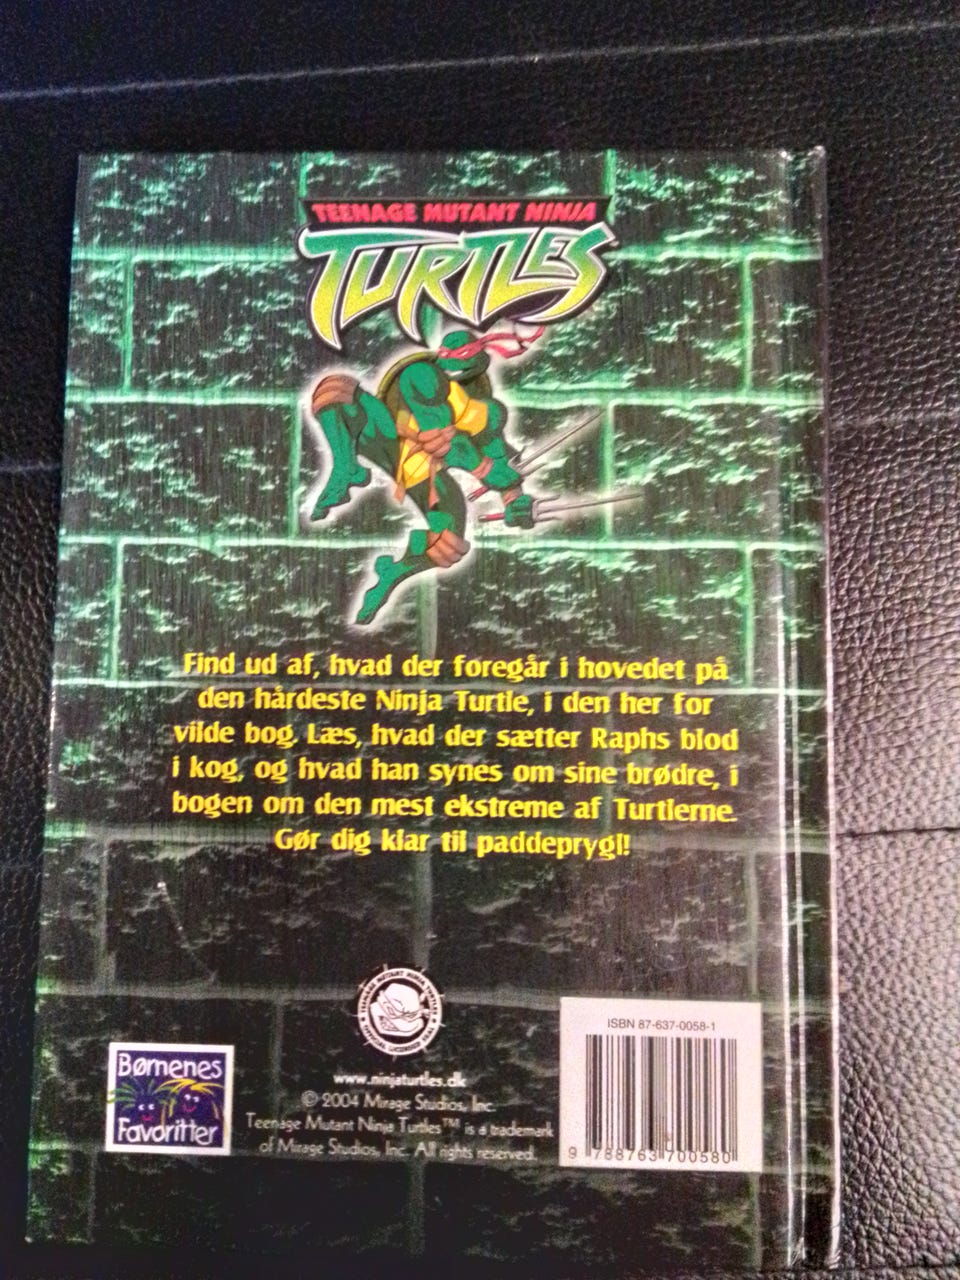 TEENAGE MUTANT NINJA
TURTLES
Find ud af, hvad der foregår i hovedet på
den hårdeste Ninja Turtle, i den her for
vilde bog. Læs, hvad der sætter Raphs blod
i kog, og hvad han synes om sine brødre, i
bogen om den mest ekstreme af Turtlerne.
Gør dig klar til paddeprygl!
TEENAGE MUTANT NINJA TURTLES
ISBN 87-637-0058-1
Børnenes
Favoritter
www.ninjaturtles.dk
© 2004 Mirage Studios, Inc.
Teenage Mutant Ninja Turtles™ is a trademark
of Mirage Studios, Inc. All rights reserved.
9 788763 700580